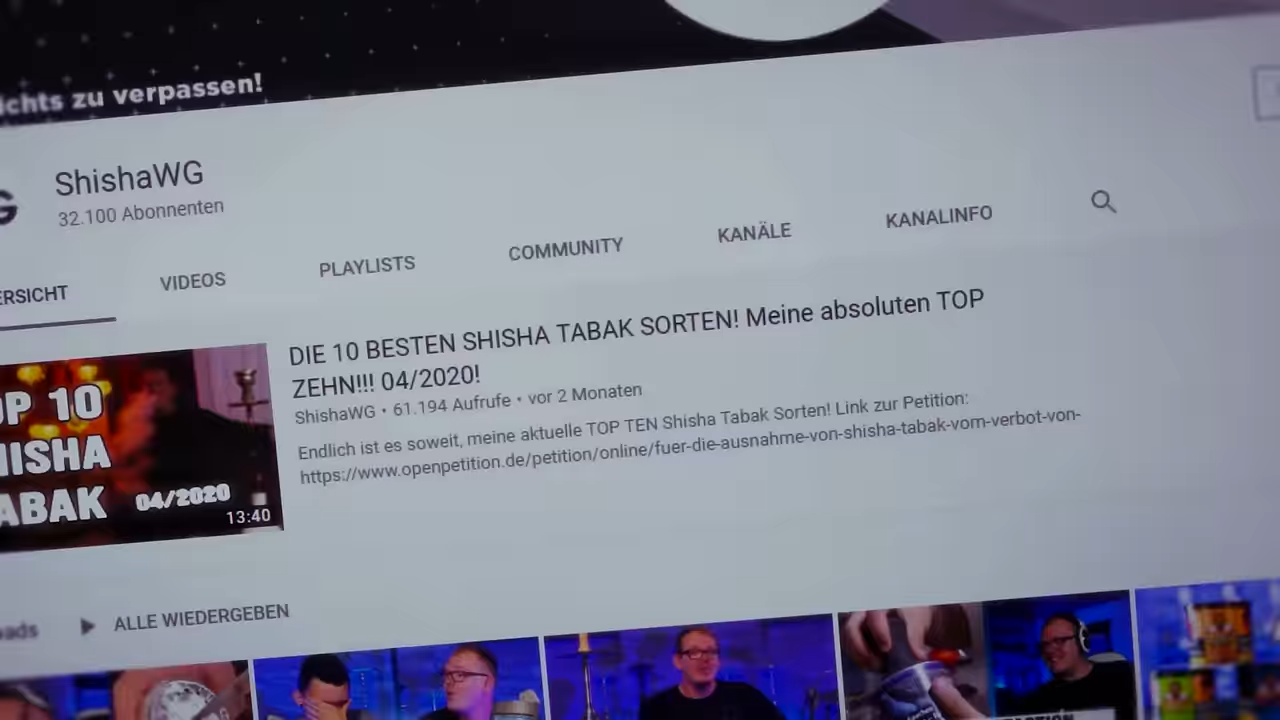 ichts zu verpassen!
ShishaWG
32.100 Abonnenten
ERSICHT
VIDEOS
PLAYLISTS
COMMUNITY
KANÄLE
KANALINFO
DIE 10 BESTEN SHISHA TABAK SORTEN! Meine absoluten TOP
ZEHN!!! 04/2020!
ShishaWG • 61.194 Aufrufe • vor 2 Monaten
Endlich ist es soweit, meine aktuelle TOP TEN Shisha Tabak Sorten! Link zur Petition:
https://www.openpetition.de/petition/online/fuer-die-ausnahme-von-shisha-tabak-vom-verbot-von-
OP 10
HISHA
ABAK
04/2020
13:40
oads
ALLE WIEDERGEBEN